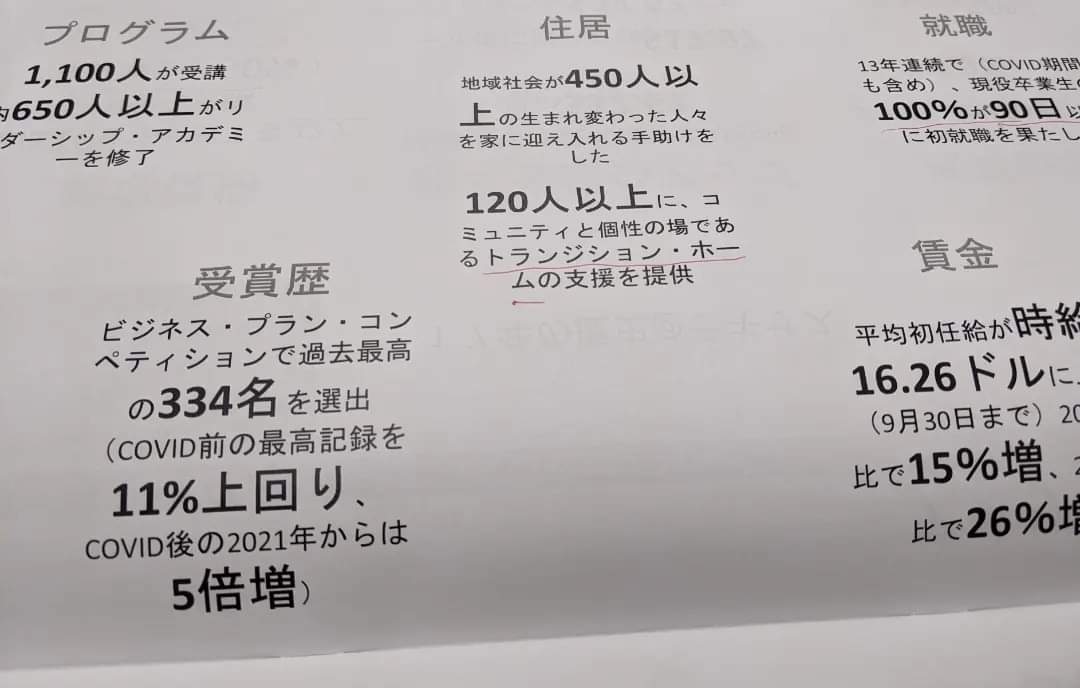 プログラム
1,100人が受講
内650人以上がリ
ダーシップ・アカデミ
ーを修了
住居
地域社会が450人以
上の生まれ変わった人々
を家に迎え入れる手助けを
した
120人以上に、コ
ミュニティと個性の場であ
るトランジション・ホー
ムの支援を提供
就職
13年連続で（COVID期間
も含め）、現役卒業生の
100%が90日以
に初就職を果たし
受賞歴
ビジネス・プラン・コン
ペティションで過去最高
の334名を選出
（COVID前の最高記録を
11%上回り、
COVID後の2021年からは
5倍増）
賃金
平均初任給が時給
16.26ドルに
（9月30日まで）20
比で15%増、2
比で26%増